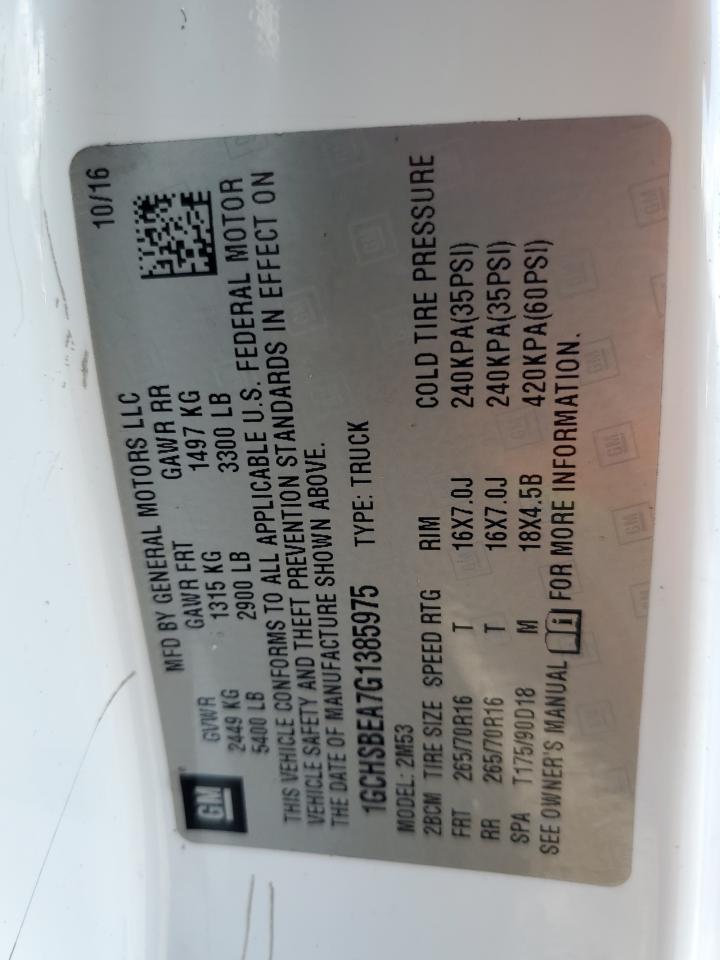 GM
MFD BY GENERAL MOTORS LLC
10/16
GVWR GAWR FRT GAWR RR
2449 KG 1315 KG 1497 KG
5400 LB 2900 LB 3300 LB
THIS VEHICLE CONFORMS TO ALL APPLICABLE U.S. FEDERAL MOTOR
VEHICLE SAFETY AND THEFT PREVENTION STANDARDS IN EFFECT ON
THE DATE OF MANUFACTURE SHOWN ABOVE.
1GCHSBEA7G1385975 TYPE: TRUCK
MODEL: 2M53
2BCM TIRE SIZE SPEED RTG RIM COLD TIRE PRESSURE
FRT 265/70R16 T 16X7.0J 240KPA(35PSI)
RR 265/70R16 T 16X7.0J 240KPA(35PSI)
SPA T175/90D18 M 18X4.5B 420KPA(60PSI)
SEE OWNER'S MANUAL FOR MORE INFORMATION.